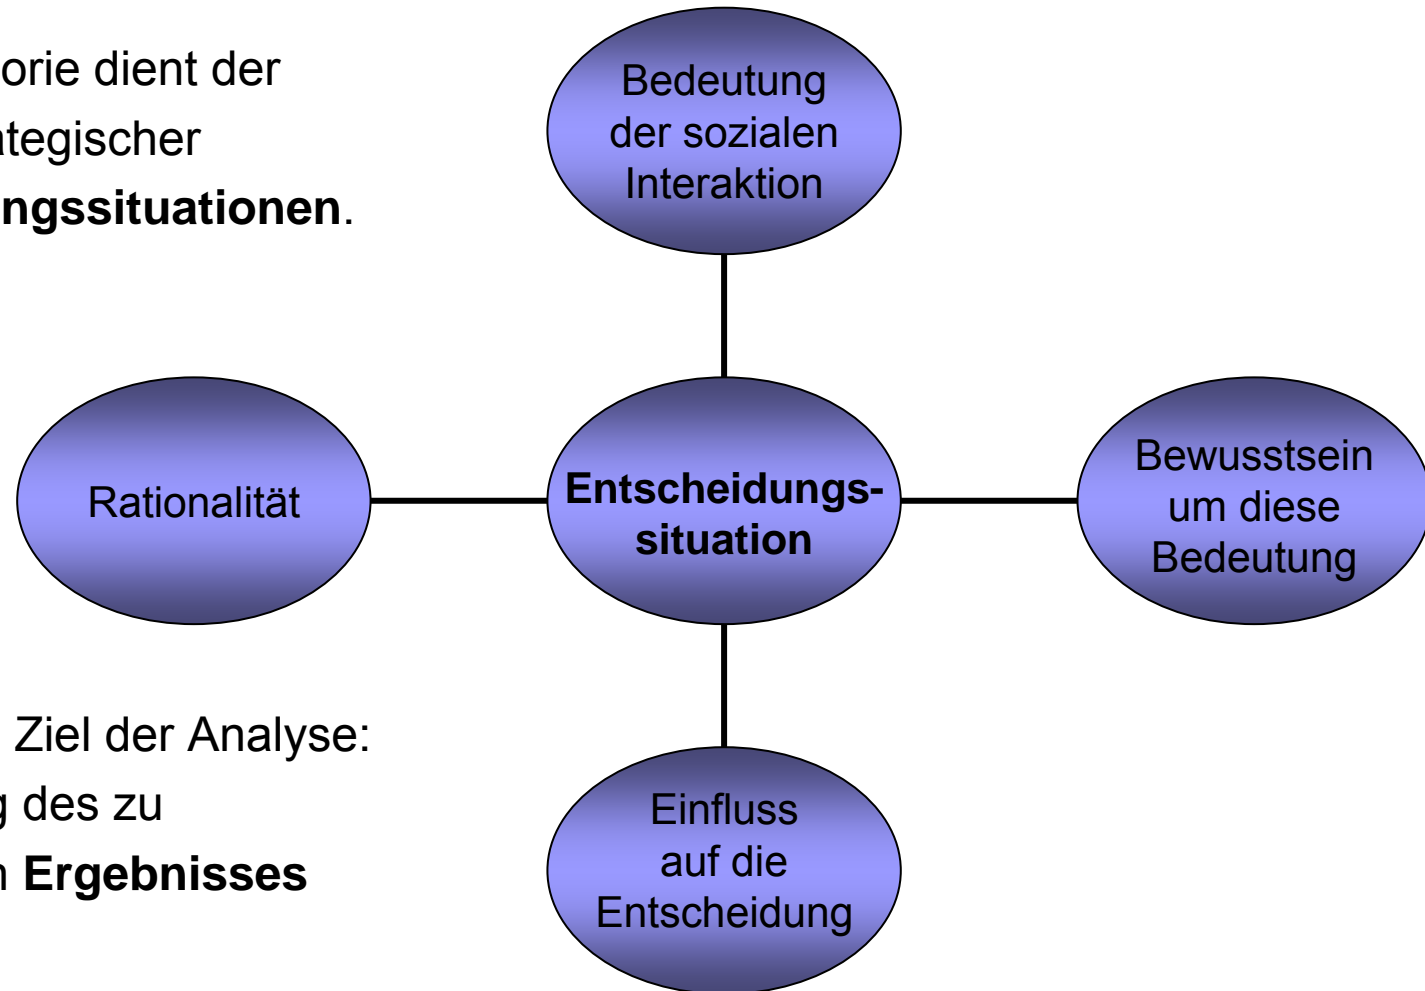 orie dient der
ategischer
ngssituationen.
Bedeutung
der sozialen
Interaktion
Rationalität
Entscheidungs-
situation
Bewusstsein
um diese
Bedeutung
Ziel der Analyse:
g des zu
n Ergebnisses
Einfluss
auf die
Entscheidung